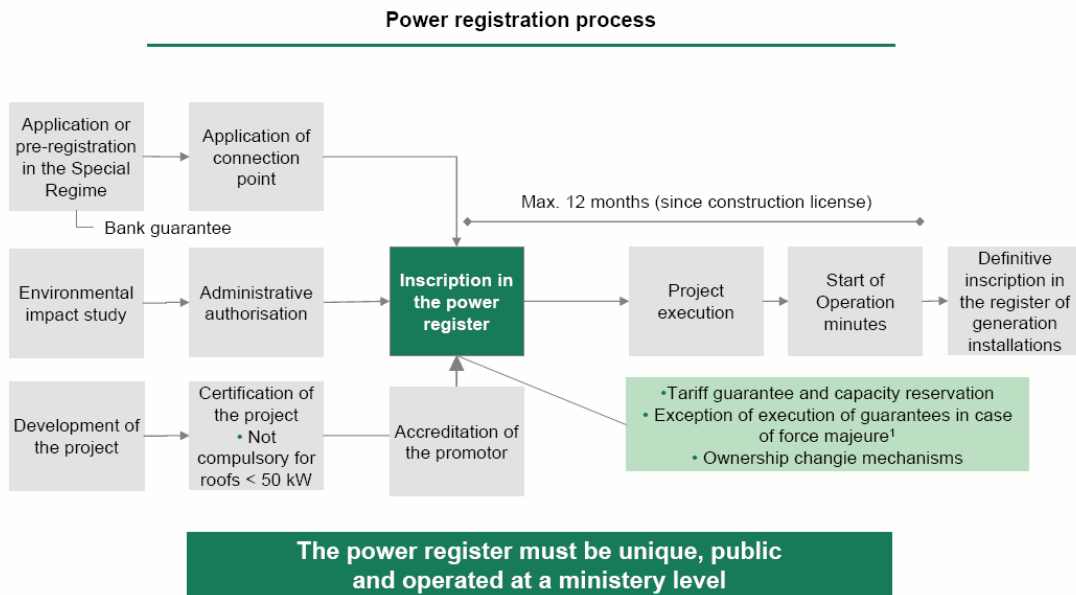 Power registration process
Application or
pre-registration
in the Special
Regime
Application of
connection
point
Bank guarantee
Max. 12 months (since construction license)
Environmental
impact study
Administrative
authorisation
Inscription in
the power
register
Project
execution
Start of
Operation
minutes
Definitive
inscription in
the register of
generation
installations
Development of
the project
Certification of
the project
• Not
compulsory for
roofs < 50 kW
Accreditation of
the promotor
•Tariff guarantee and capacity reservation
• Exception of execution of guarantees in case
of force majeure¹
• Ownership changie mechanisms
The power register must be unique, public
and operated at a ministery level